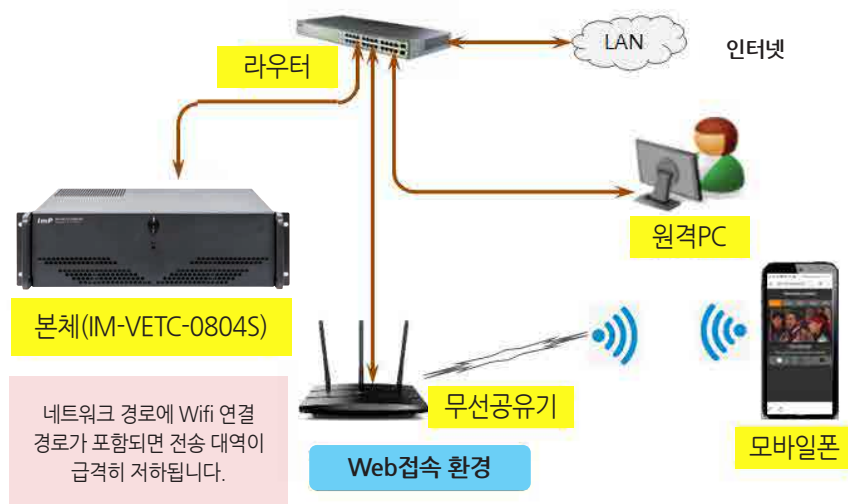 LAN
인터넷
라우터
원격PC
ImP
본체(IM-VETC-0804S)
무선공유기
모바일폰
네트워크 경로에 Wifi 연결
경로가 포함되면 전송 대역이
급격히 저하됩니다.
Web접속 환경